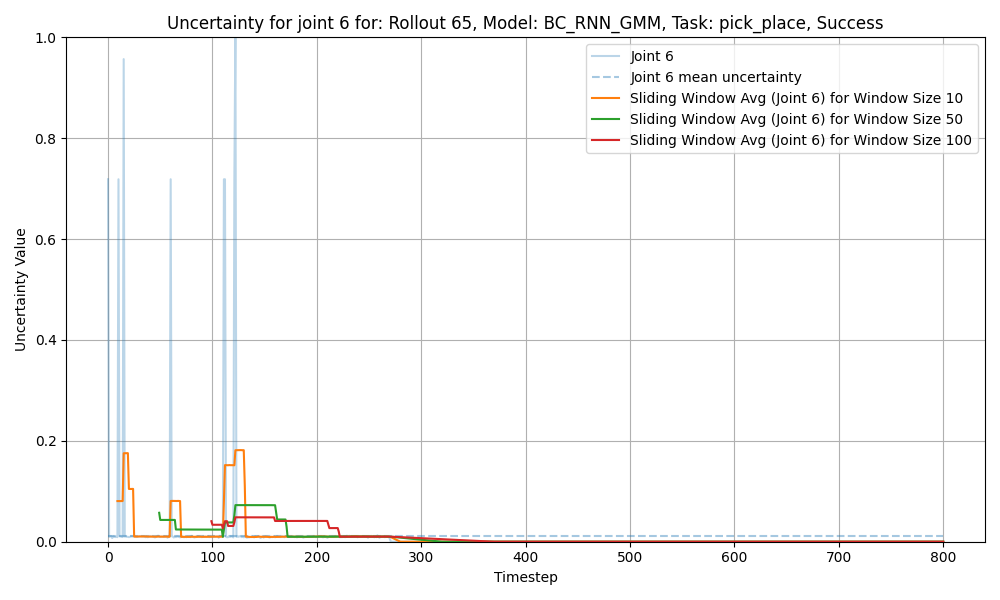 Uncertainty for joint 6 for: Rollout 65, Model: BC_RNN_GMM, Task: pick_place, Success
Joint 6
Joint 6 mean uncertainty
Sliding Window Avg (Joint 6) for Window Size 10
Sliding Window Avg (Joint 6) for Window Size 50
Sliding Window Avg (Joint 6) for Window Size 100
Uncertainty Value
1.0
0.8
0.6
0.4
0.2
0.0
0 100 200 300 400 500 600 700 800
Timestep